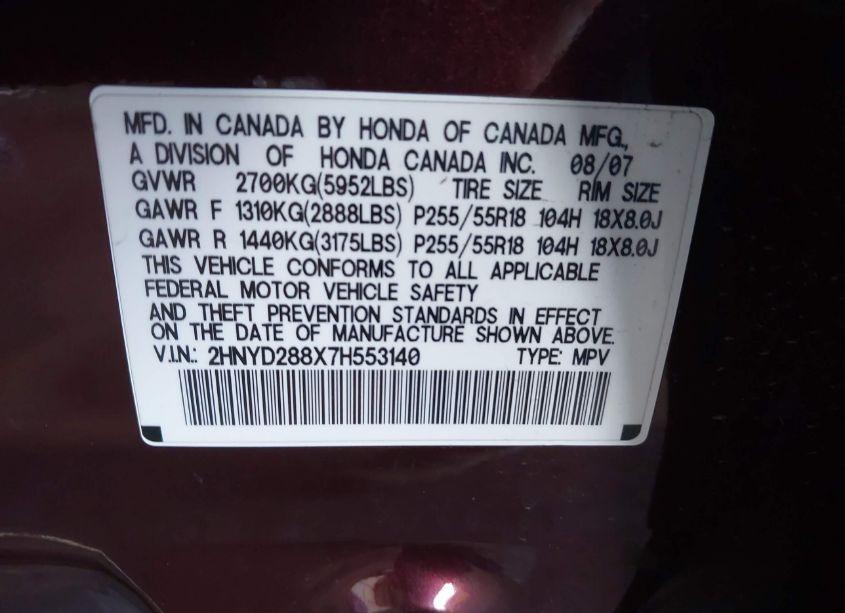 MFD. IN CANADA BY HONDA OF CANADA MFG.,
A DIVISION OF HONDA CANADA INC. 08/07
GVWR 2700KG(5952LBS) TIRE SIZE RIM SIZE
GAWR F 1310KG(2888LBS) P255/55R18 104H 18X8.0J
GAWR R 1440KG(3175LBS) P255/55R18 104H 18X8.0J
THIS VEHICLE CONFORMS TO ALL APPLICABLE
FEDERAL MOTOR VEHICLE SAFETY
AND THEFT PREVENTION STANDARDS IN EFFECT
ON THE DATE OF MANUFACTURE SHOWN ABOVE.
V.I.N.: 2HNYD288X7H553140 TYPE: MPV